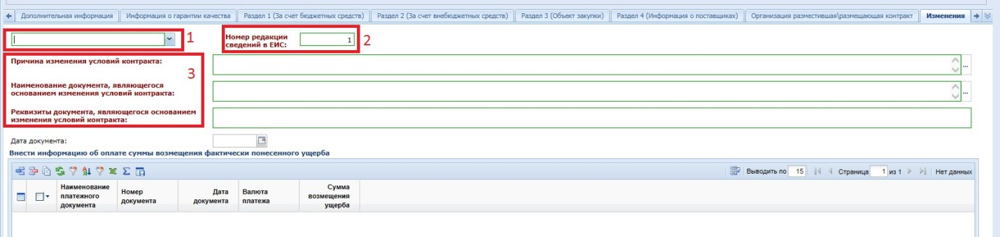 Дополнительная информация Информация о гарантии качества Раздел 1 (За счет бюджетных средств) Раздел 2 (За счет внебюджетных средств) Раздел 3 (Объект закупки) Раздел 4 (Информация о поставщиках) Организация разместившая\размещающая контракт Изменения
1
Номер редакции
сведений в ЕИС:
1
2
Причина изменения условий контракта:
...
3
Наименование документа, являющегося
основанием изменения условий контракта:
...
Реквизиты документа, являющегося основанием
изменения условий контракта:
Дата документа:
Внести информацию об оплате суммы возмещения фактически понесенного ущерба
Выводить по 15 Страница 1 из 1 Нет данных
Наименование
платежного
документа
Номер
документа
Дата
документа
Валюта
платежа
Сумма
возмещения
ущерба